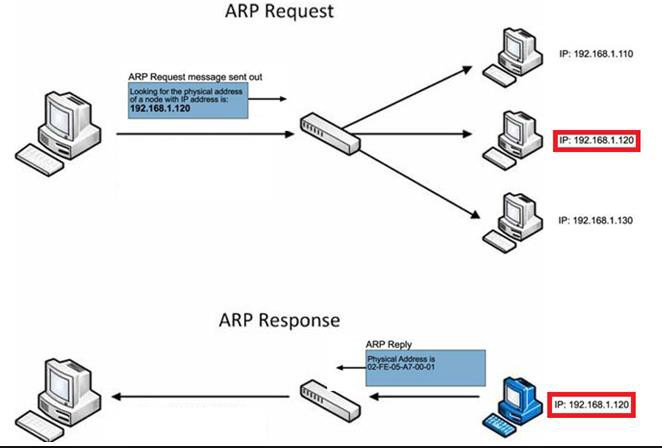 ARP Request
IP: 192.168.1.110
ARP Request message sent out
Looking for the physical address
of a node with IP address is:
192.168.1.120
IP: 192.168.1.120
IP: 192.168.1.130
ARP Response
ARP Reply
Physical Address is
02-FE-05-A7-00-01
IP: 192.168.1.120